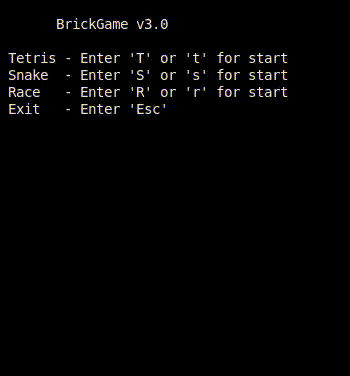 BrickGame v3.0
Tetris - Enter 'T' or 't' for start
Snake - Enter 'S' or 's' for start
Race - Enter 'R' or 'r' for start
Exit - Enter 'Esc'